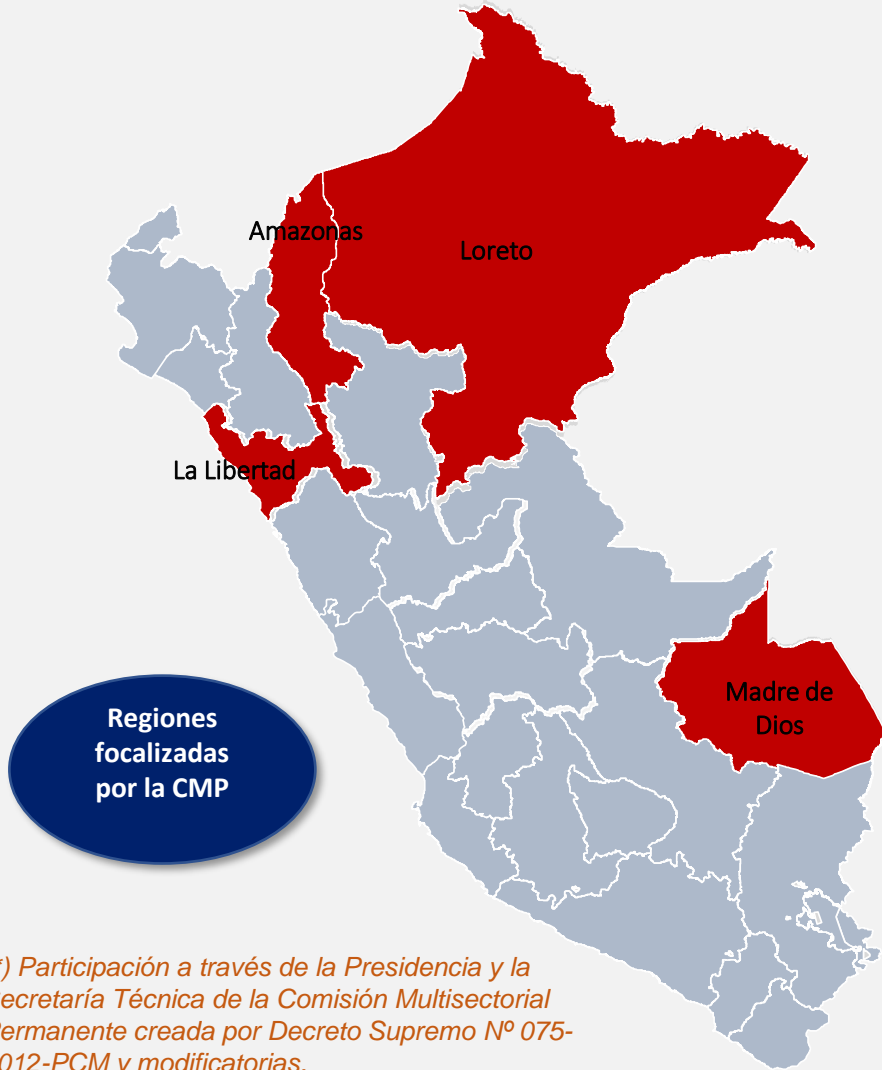 Amazonas
Loreto
La Libertad
Madre de
Dios
Regiones
focalizadas
por la CMP
*) Participación a través de la Presidencia y la
ecretaría Técnica de la Comisión Multisectorial
ermanente creada por Decreto Supremo Nº 075-
012-PCM y modificatorias.